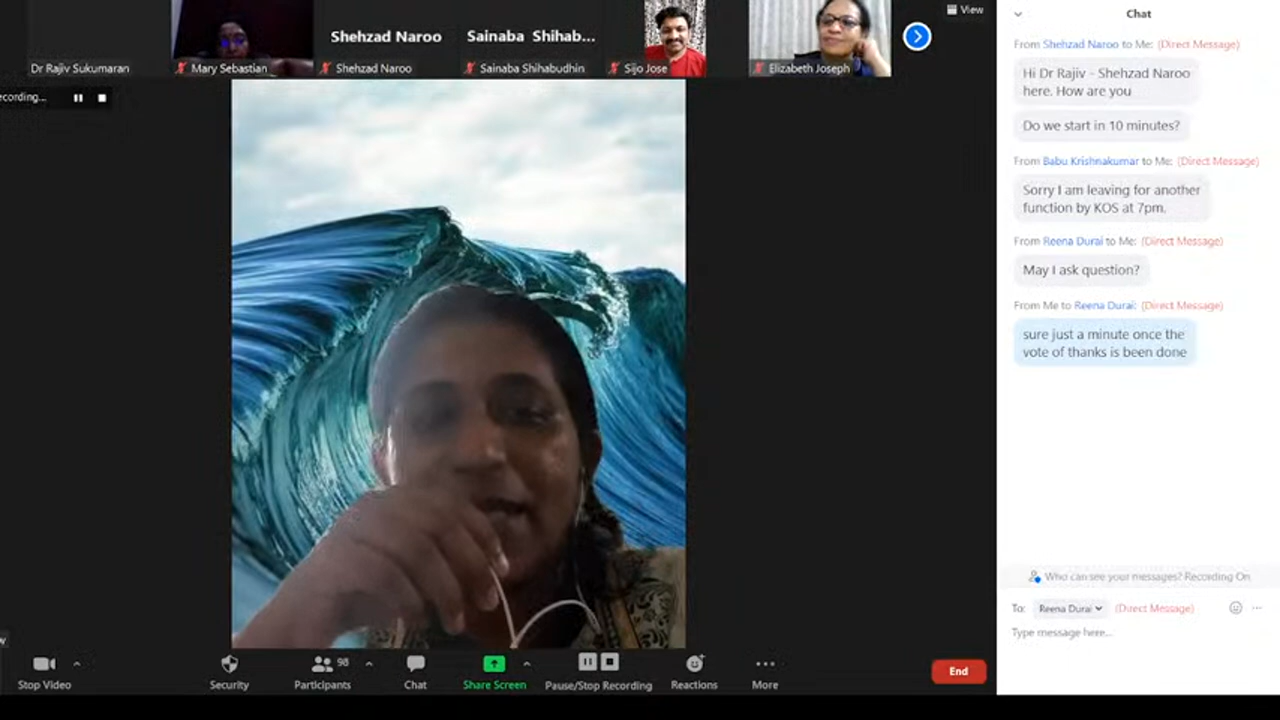 View
Shehzad Naroo
Sainaba Shihab...
Dr Rajiv Sukumaran
Mary Sebastian
Shehzad Naroo
Sainaba Shihabudhin
Sijo Jose
Elizabeth Joseph
ecording...
Chat
From Shehzad Naroo to Me: (Direct Message)
Hi Dr Rajiv - Shehzad Naroo
here. How are you
Do we start in 10 minutes?
From Babu Krishnakumar to Me: (Direct Message)
Sorry I am leaving for another
function by KOS at 7pm.
From Reena Durai to Me: (Direct Message)
May I ask question?
From Me to Reena Durai: (Direct Message)
sure just a minute once the
vote of thanks is been done
Who can see your messages? Recording On
To: Reena Durai (Direct Message)
Type message here...
w
98
Stop Video
Security
Participants
Chat
Share Screen
Pause/Stop Recording
Reactions
More
End